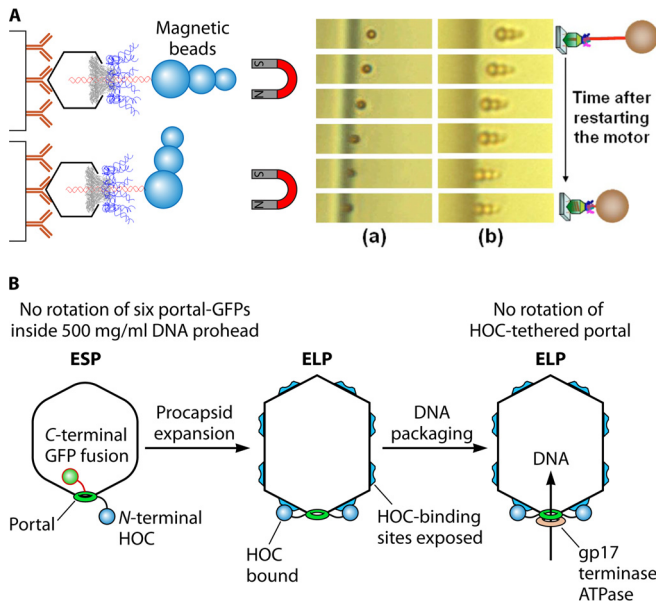 A
Magnetic
beads
S
N
S
N
Time after
restarting
the motor
(a)
(b)
B
No rotation of six portal-GFPs
inside 500 mg/ml DNA prohead
No rotation of
HOC-tethered portal
ESP
ELP
ELP
C-terminal
GFP fusion
Procapsid
expansion
DNA
packaging
DNA
Portal
N-terminal
HOC
HOC
bound
HOC-binding
sites exposed
gp17
terminase
ATPase